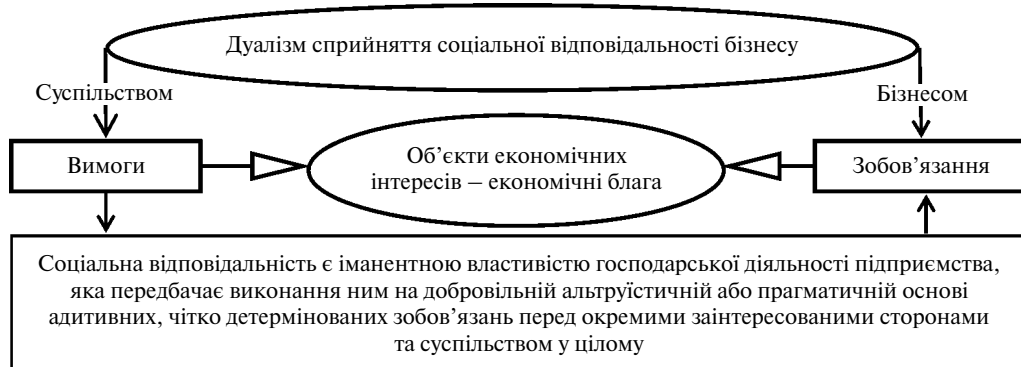 Дуалізм сприйняття соціальної відповідальності бізнесу
Суспільством
Бізнесом
Вимоги
Об’єкти економічних
інтересів – економічні блага
Зобов’язання
Соціальна відповідальність є іманентною властивістю господарської діяльності підприємства,
яка передбачає виконання ним на добровільній альтруїстичній або прагматичній основі
адитивних, чітко детермінованих зобов’язань перед окремими заінтересованими сторонами
та суспільством у цілому